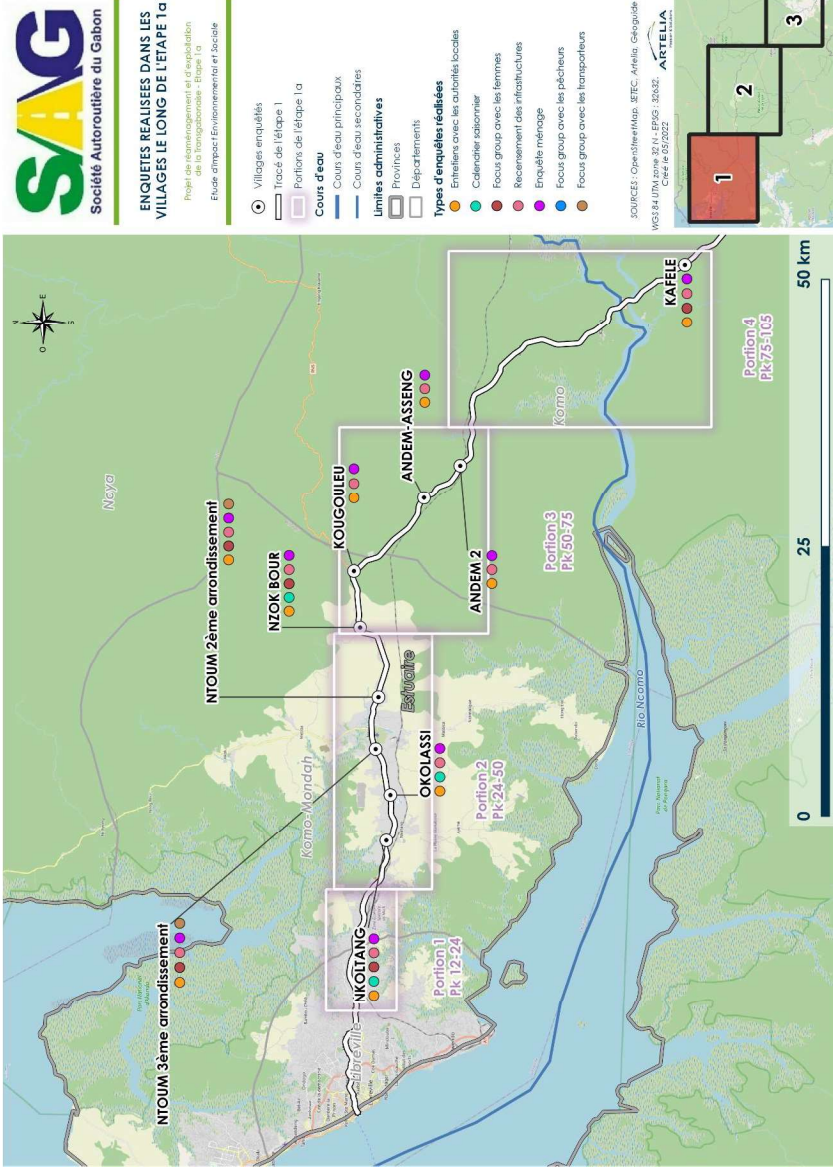 SAG
Société Autoroutière du Gabon
ENQUETES REALISEES DANS LES
VILLAGES LE LONG DE L'ETAPE 1a
Projet de réaménagement et d'exploitation
de la Transgabonaise - Etape 1a
Etude d'Impact Environnemental et Sociale
Villages enquêtés
Tracé de l'étape 1
Portions de l'étape 1a
Cours d'eau
Cours d'eau principaux
Cours d'eau secondaires
Limites administratives
Provinces
Départements
Types d'enquêtes réalisées
Entretiens avec les autorités locales
Calendrier saisonnier
Focus group avec les femmes
Recensement des infrastructures
Enquête ménage
Focus group avec les pêcheurs
Focus group avec les transporteurs
SOURCES : OpenStreetMap, SETEC, Artelia, Géoguide
WGS 84 UTM zone 32 N - EPSG : 32632.
Créé le 05/2022
ARTELIA
1
2
3
N
E
S
O
NTOUM 3ème arrondissement
NTOUM 2ème arrondissement
NZOK BOUR
KOUGOULEU
ANDEM-ASSENG
ANDEM 2
KAFELE
OKOLASSI
NKOLTANG
Libreville
Komo-Mondah
Estuaire
Ncya
Komo
Rio Ncomo
Portion 1
Pk 12-24
Portion 2
Pk 24-50
Portion 3
Pk 50-75
Portion 4
Pk 75-105
0
25
50 km